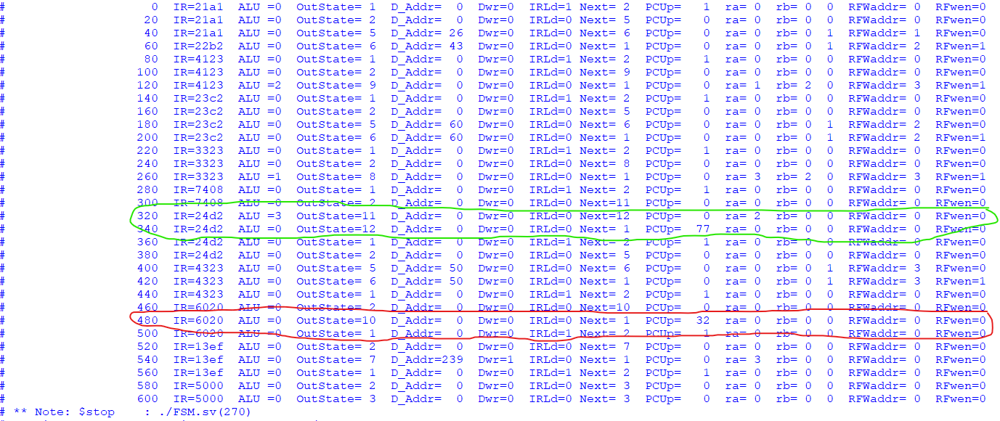 # 0 IR=21a1 ALU =0 OutState= 1 D_Addr= 0 Dwr=0 IRLd=1 Next= 2 PCUp= 1 ra= 0 rb= 0 0 RFWaddr= 0 RFwen=0
# 20 IR=21a1 ALU =0 OutState= 2 D_Addr= 0 Dwr=0 IRLd=0 Next= 5 PCUp= 0 ra= 0 rb= 0 0 RFWaddr= 0 RFwen=0
# 40 IR=21a1 ALU =0 OutState= 5 D_Addr= 26 Dwr=0 IRLd=0 Next= 6 PCUp= 0 ra= 0 rb= 0 1 RFWaddr= 1 RFwen=0
# 60 IR=22b2 ALU =0 OutState= 6 D_Addr= 43 Dwr=0 IRLd=0 Next= 1 PCUp= 0 ra= 0 rb= 0 1 RFWaddr= 2 RFwen=1
# 80 IR=4123 ALU =0 OutState= 1 D_Addr= 0 Dwr=0 IRLd=1 Next= 2 PCUp= 1 ra= 0 rb= 0 0 RFWaddr= 0 RFwen=0
# 100 IR=4123 ALU =0 OutState= 2 D_Addr= 0 Dwr=0 IRLd=0 Next= 9 PCUp= 0 ra= 0 rb= 0 0 RFWaddr= 0 RFwen=0
# 120 IR=4123 ALU =2 OutState= 9 D_Addr= 0 Dwr=0 IRLd=0 Next= 1 PCUp= 0 ra= 1 rb= 2 0 RFWaddr= 3 RFwen=1
# 140 IR=23c2 ALU =0 OutState= 1 D_Addr= 0 Dwr=0 IRLd=1 Next= 2 PCUp= 1 ra= 0 rb= 0 0 RFWaddr= 0 RFwen=0
# 160 IR=23c2 ALU =0 OutState= 2 D_Addr= 0 Dwr=0 IRLd=0 Next= 5 PCUp= 0 ra= 0 rb= 0 0 RFWaddr= 0 RFwen=0
# 180 IR=23c2 ALU =0 OutState= 5 D_Addr= 60 Dwr=0 IRLd=0 Next= 6 PCUp= 0 ra= 0 rb= 0 1 RFWaddr= 2 RFwen=0
# 200 IR=23c2 ALU =0 OutState= 6 D_Addr= 60 Dwr=0 IRLd=0 Next= 1 PCUp= 0 ra= 0 rb= 0 1 RFWaddr= 2 RFwen=1
# 220 IR=3323 ALU =0 OutState= 1 D_Addr= 0 Dwr=0 IRLd=1 Next= 2 PCUp= 1 ra= 0 rb= 0 0 RFWaddr= 0 RFwen=0
# 240 IR=3323 ALU =0 OutState= 2 D_Addr= 0 Dwr=0 IRLd=0 Next= 8 PCUp= 0 ra= 0 rb= 0 0 RFWaddr= 0 RFwen=0
# 260 IR=3323 ALU =1 OutState= 8 D_Addr= 0 Dwr=0 IRLd=0 Next= 1 PCUp= 0 ra= 3 rb= 2 0 RFWaddr= 3 RFwen=1
# 280 IR=7408 ALU =0 OutState= 1 D_Addr= 0 Dwr=0 IRLd=1 Next= 2 PCUp= 1 ra= 0 rb= 0 0 RFWaddr= 0 RFwen=0
# 300 IR=7408 ALU =0 OutState= 2 D_Addr= 0 Dwr=0 IRLd=0 Next=11 PCUp= 0 ra= 0 rb= 0 0 RFWaddr= 0 RFwen=0
# 320 IR=24d2 ALU =3 OutState=11 D_Addr= 0 Dwr=0 IRLd=0 Next=12 PCUp= 0 ra= 2 rb= 0 0 RFWaddr= 0 RFwen=0
# 340 IR=24d2 ALU =0 OutState=12 D_Addr= 0 Dwr=0 IRLd=0 Next= 1 PCUp= 77 ra= 0 rb= 0 0 RFWaddr= 0 RFwen=0
# 360 IR=24d2 ALU =0 OutState= 1 D_Addr= 0 Dwr=0 IRLd=1 Next= 2 PCUp= 1 ra= 0 rb= 0 0 RFWaddr= 0 RFwen=0
# 380 IR=24d2 ALU =0 OutState= 2 D_Addr= 0 Dwr=0 IRLd=0 Next= 5 PCUp= 0 ra= 0 rb= 0 0 RFWaddr= 0 RFwen=0
# 400 IR=4323 ALU =0 OutState= 5 D_Addr= 50 Dwr=0 IRLd=0 Next= 6 PCUp= 0 ra= 0 rb= 0 1 RFWaddr= 3 RFwen=0
# 420 IR=4323 ALU =0 OutState= 6 D_Addr= 50 Dwr=0 IRLd=0 Next= 1 PCUp= 0 ra= 0 rb= 0 1 RFWaddr= 3 RFwen=1
# 440 IR=4323 ALU =0 OutState= 1 D_Addr= 0 Dwr=0 IRLd=1 Next= 2 PCUp= 1 ra= 0 rb= 0 0 RFWaddr= 0 RFwen=0
# 460 IR=6020 ALU =0 OutState= 2 D_Addr= 0 Dwr=0 IRLd=0 Next=10 PCUp= 0 ra= 0 rb= 0 0 RFWaddr= 0 RFwen=0
# 480 IR=6020 ALU =0 OutState=10 D_Addr= 0 Dwr=0 IRLd=0 Next= 1 PCUp= 32 ra= 0 rb= 0 0 RFWaddr= 0 RFwen=0
# 500 IR=6020 ALU =0 OutState= 1 D_Addr= 0 Dwr=0 IRLd=1 Next= 2 PCUp= 1 ra= 0 rb= 0 0 RFWaddr= 0 RFwen=0
# 520 IR=13ef ALU =0 OutState= 2 D_Addr= 0 Dwr=0 IRLd=0 Next= 7 PCUp= 0 ra= 0 rb= 0 0 RFWaddr= 0 RFwen=0
# 540 IR=13ef ALU =0 OutState= 7 D_Addr=239 Dwr=1 IRLd=0 Next= 1 PCUp= 0 ra= 3 rb= 0 0 RFWaddr= 0 RFwen=0
# 560 IR=13ef ALU =0 OutState= 1 D_Addr= 0 Dwr=0 IRLd=1 Next= 2 PCUp= 1 ra= 0 rb= 0 0 RFWaddr= 0 RFwen=0
# 580 IR=5000 ALU =0 OutState= 2 D_Addr= 0 Dwr=0 IRLd=0 Next= 3 PCUp= 0 ra= 0 rb= 0 0 RFWaddr= 0 RFwen=0
# 600 IR=5000 ALU =0 OutState= 3 D_Addr= 0 Dwr=0 IRLd=0 Next= 3 PCUp= 0 ra= 0 rb= 0 0 RFWaddr= 0 RFwen=0
# ** Note: $stop : ./FSM.sv(270)